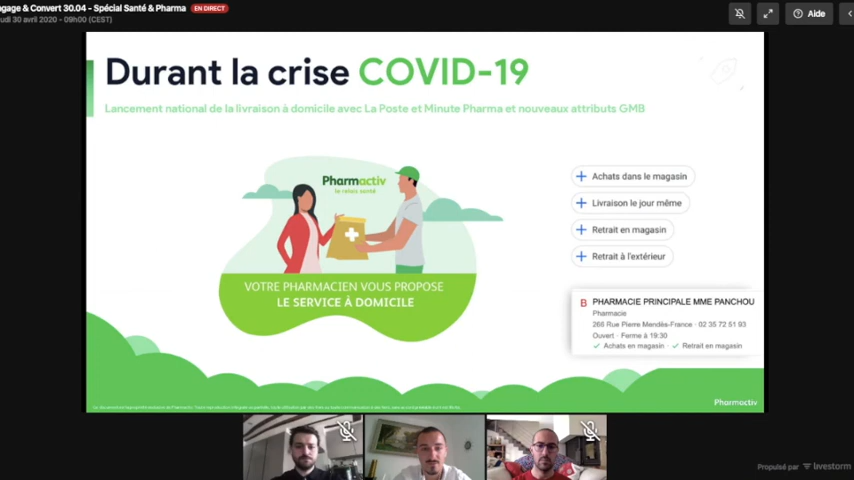 ngage & Convert 30.04 - Spécial Santé & Pharma EN DIRECT
udi 30 avril 2020 - 09h00 (CEST)
Aide
Durant la crise COVID-19
Lancement national de la livraison à domicile avec La Poste et Minute Pharma et nouveaux attributs GMB
Pharmactiv
le relais santé
VOTRE PHARMACIEN VOUS PROPOSE
LE SERVICE À DOMICILE
Achats dans le magasin
Livraison le jour même
Retrait en magasin
Retrait à l'extérieur
B PHARMACIE PRINCIPALE MME PANCHOU
Pharmacie
266 Rue Pierre Mendès-France · 02 35 72 51 93
Ouvert · Ferme à 19:30
Achats en magasin · Retrait en magasin
Pharmactiv
Propulsé par livestorm